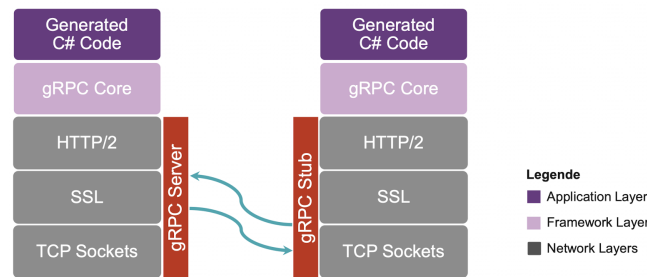 Generated
C# Code
gRPC Core
HTTP/2
SSL
TCP Sockets
gRPC Server
Generated
C# Code
gRPC Core
HTTP/2
SSL
TCP Sockets
gRPC Stub
Legende
Application Layer
Framework Layer
Network Layers